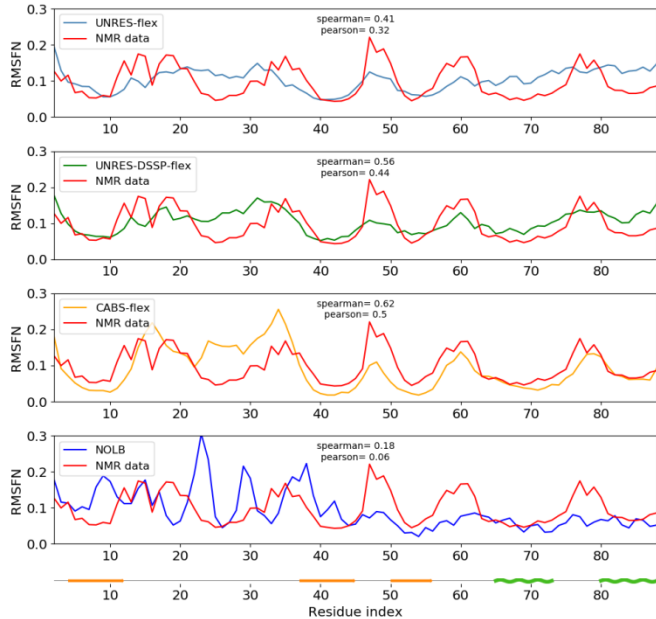 0.3
0.2
0.1
0.0
RMSFN
UNRES-flex
NMR data
spearman= 0.41
pearson= 0.32
10 20 30 40 50 60 70 80
0.3
0.2
0.1
0.0
RMSFN
UNRES-DSSP-flex
NMR data
spearman= 0.56
pearson= 0.44
10 20 30 40 50 60 70 80
0.3
0.2
0.1
0.0
RMSFN
CABS-flex
NMR data
spearman= 0.62
pearson= 0.5
10 20 30 40 50 60 70 80
0.3
0.2
0.1
0.0
RMSFN
NOLB
NMR data
spearman= 0.18
pearson= 0.06
10 20 30 40 50 60 70 80
10 20 30 40 50 60 70 80
Residue index